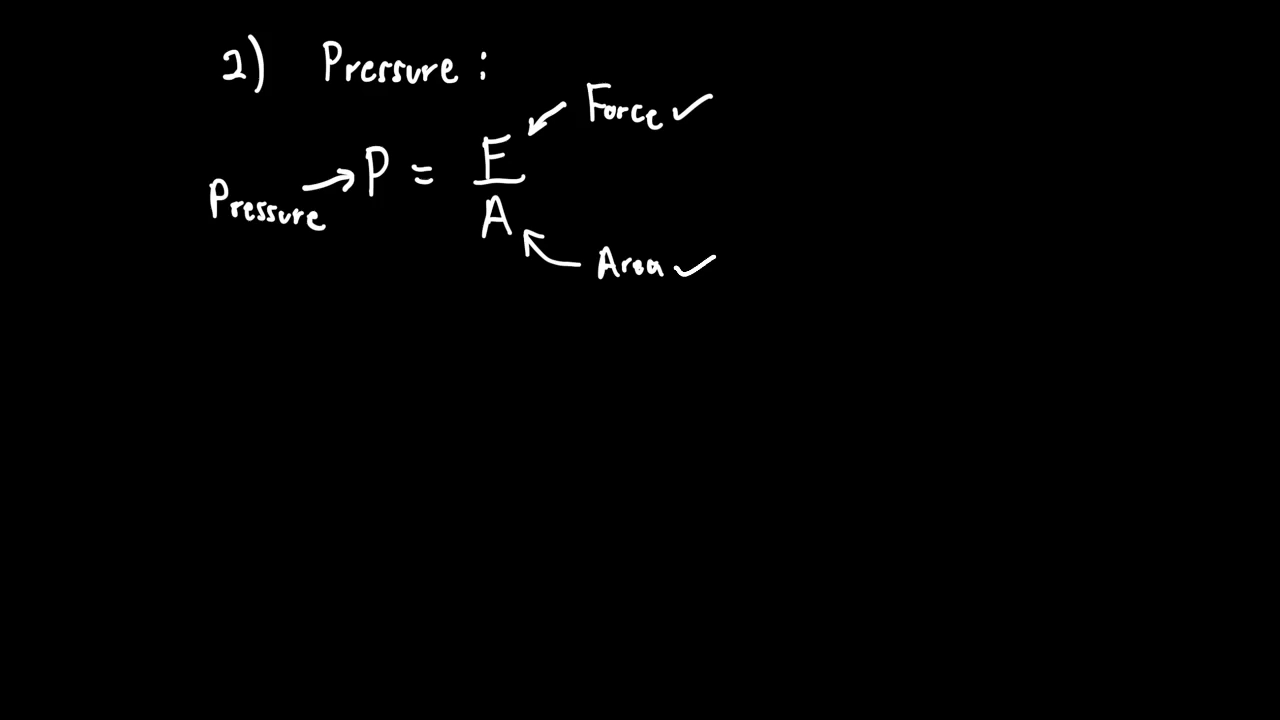 2) Pressure :
Force ✓
Pressure → P = F/A
Area ✓